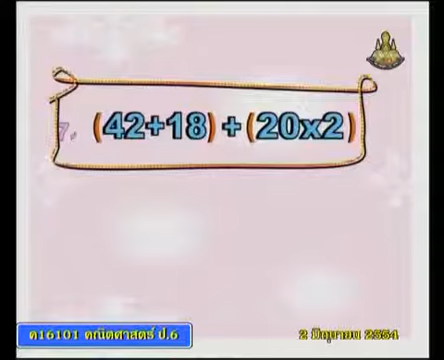 7. (42+18) + (20x2)
ค16101 คณิตศาสตร์ ป.6
2 มิถุนายน 2554